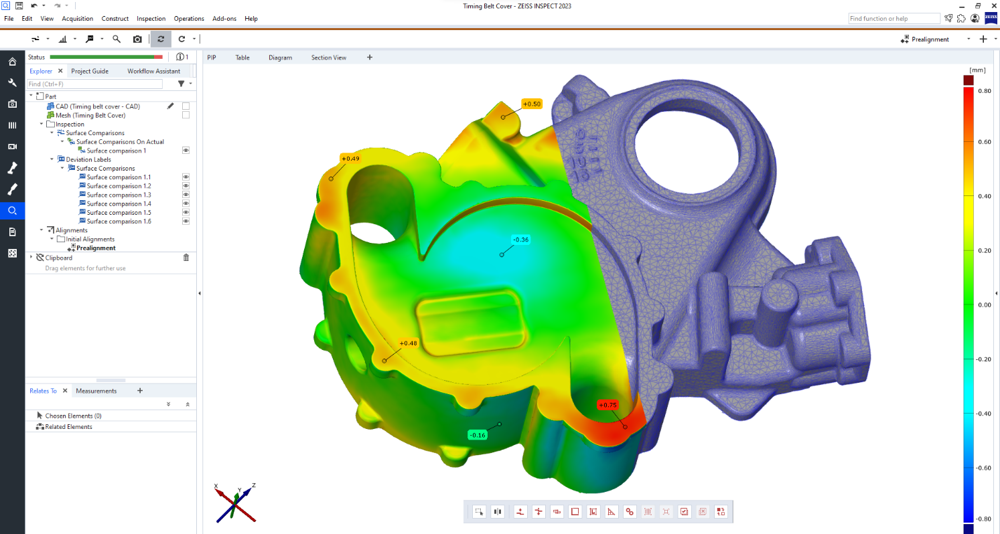 Timing Belt Cover - ZEISS INSPECT 2023
File Edit View Acquisition Construct Inspection Operations Add-ons Help
Find function or help
ZEISS
Prealignment
Status
1
Explorer Project Guide Workflow Assistant
Find (Ctrl+F)
Part
CAD (Timing belt cover - CAD)
Mesh (Timing Belt Cover)
Inspection
Surface Comparisons
Surface Comparisons On Actual
Surface comparison 1
Deviation Labels
Surface Comparisons
Surface comparison 1.1
Surface comparison 1.2
Surface comparison 1.3
Surface comparison 1.4
Surface comparison 1.5
Surface comparison 1.6
Alignments
Initial Alignments
Prealignment
Clipboard
Drag elements for further use
Relates To Measurements
Chosen Elements (0)
Related Elements
PIP Table Diagram Section View
+0.50
+0.49
-0.36
+0.48
+0.75
-0.16
X Y Z
[mm]
0.80
0.60
0.40
0.20
0.00
-0.20
-0.40
-0.60
-0.80